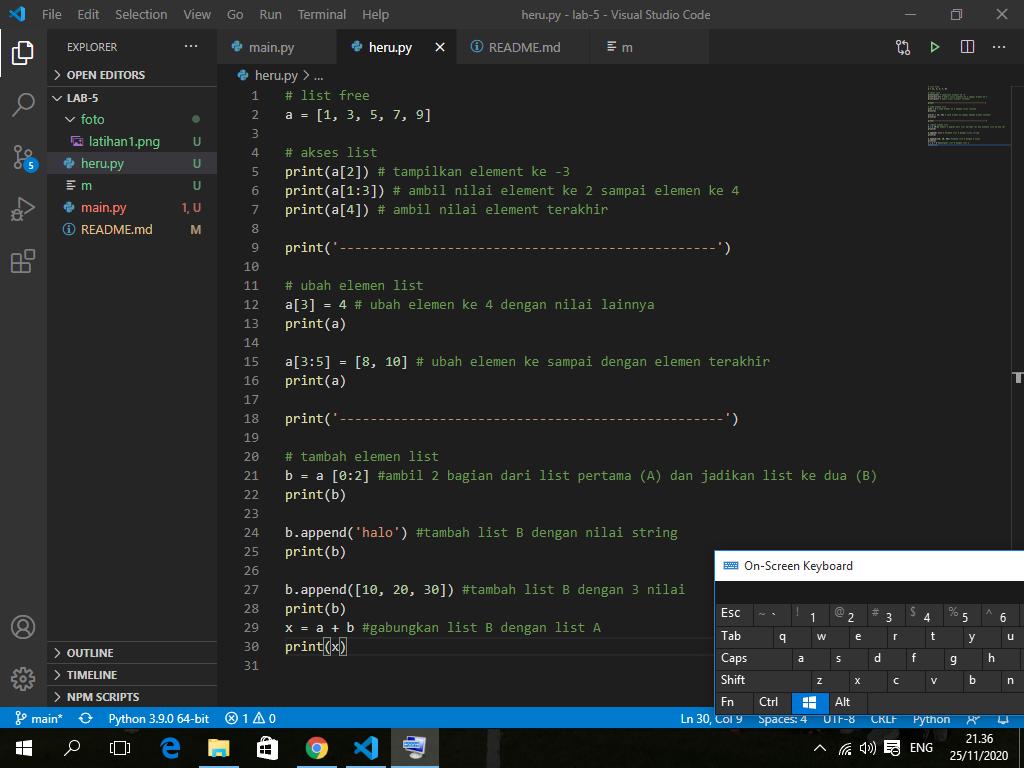 File Edit Selection View Go Run Terminal Help heru.py - lab-5 - Visual Studio Code
EXPLORER ...
main.py heru.py README.md m
OPEN EDITORS
LAB-5
foto
latihan1.png U
heru.py U
m U
main.py 1, U
README.md M
OUTLINE
TIMELINE
NPM SCRIPTS
heru.py > ...
1 # list free
2 a = [1, 3, 5, 7, 9]
3
4 # akses list
5 print(a[2]) # tampilkan element ke -3
6 print(a[1:3]) # ambil nilai element ke 2 sampai elemen ke 4
7 print(a[4]) # ambil nilai element terakhir
8
9 print('-------------------------------------------------')
10
11 # ubah elemen list
12 a[3] = 4 # ubah elemen ke 4 dengan nilai lainnya
13 print(a)
14
15 a[3:5] = [8, 10] # ubah elemen ke sampai dengan elemen terakhir
16 print(a)
17
18 print('--------------------------------------------------')
19
20 # tambah elemen list
21 b = a [0:2] #ambil 2 bagian dari list pertama (A) dan jadikan list ke dua (B)
22 print(b)
23
24 b.append('halo') #tambah list B dengan nilai string
25 print(b)
26
27 b.append([10, 20, 30]) #tambah list B dengan 3 nilai
28 print(b)
29 x = a + b #gabungkan list B dengan list A
30 print(x)
31
5
On-Screen Keyboard
Esc ~ ` ! 1 @ 2 # 3 $ 4 % 5 ^ 6
Tab q w e r t y u
Caps a s d f g h
Shift z x c v b n
Fn Ctrl Alt
main* Python 3.9.0 64-bit 1 0 Ln 30, Col 9 Spaces: 4 UTF-8 CRLF Python
ENG
21.36
25/11/2020